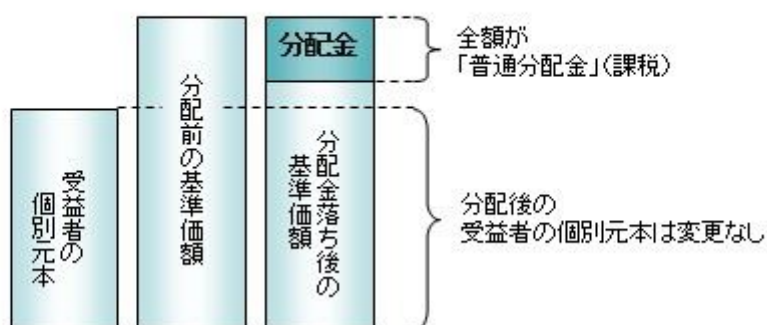 受益者の
個別元本
分配前の基準価額
分配金
分配金落ち後の
基準価額
全額が
「普通分配金」(課税)
分配後の
受益者の個別元本は変更なし